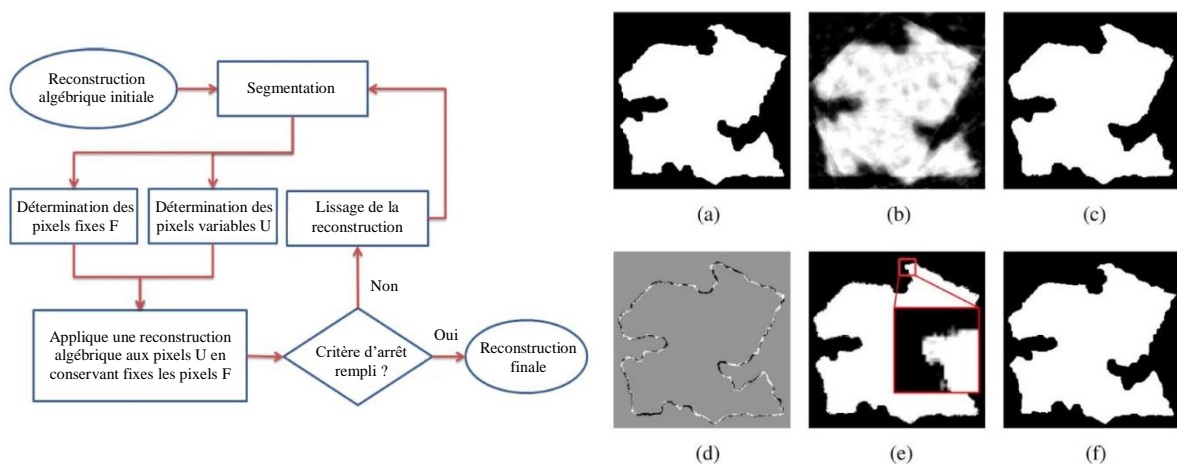 Reconstruction
algébrique initiale
Segmentation
Détermination des
pixels fixes F
Détermination des
pixels variables U
Lissage de la
reconstruction
Non
Applique une reconstruction
algébrique aux pixels U en
conservant fixes les pixels F
Critère d’arrêt
rempli ?
Oui
Reconstruction
finale
(a)
(b)
(c)
(d)
(e)
(f)